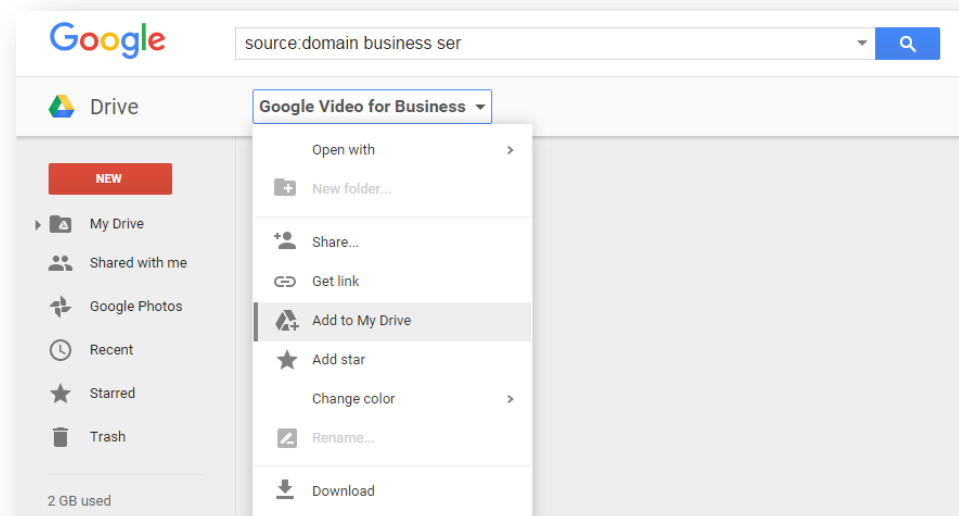 Google
source:domain business ser
Drive
Google Video for Business
NEW
My Drive
Shared with me
Google Photos
Recent
Starred
Trash
2 GB used
Open with
New folder...
Share...
Get link
Add to My Drive
Add star
Change color
Rename...
Download